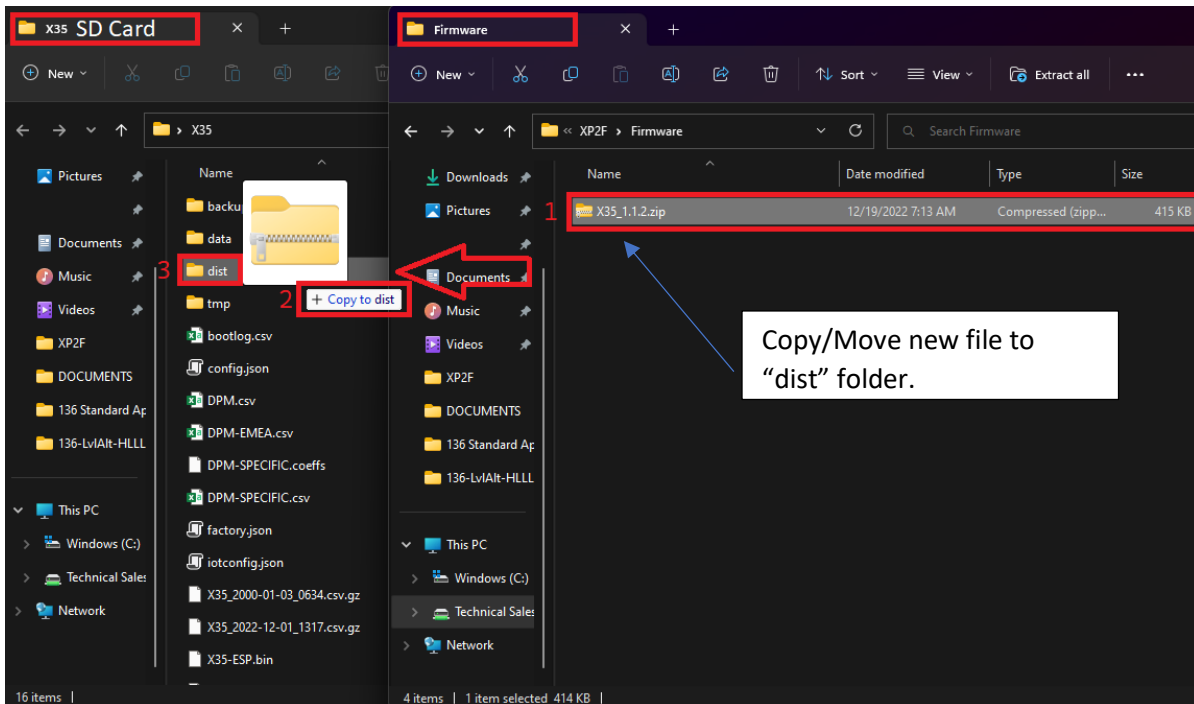 X35 SD Card
New
X35
Pictures
Documents
Music
Videos
XP2F
DOCUMENTS
136 Standard Ap
136-LvlAlt-HLLL
This PC
Windows (C:)
Technical Sales
Network
Name
backu
data
3 dist
2 + Copy to dist
tmp
bootlog.csv
config.json
DPM.csv
DPM-EMEA.csv
DPM-SPECIFIC.coeffs
DPM-SPECIFIC.csv
factory.json
iotconfig.json
X35_2000-01-03_0634.csv.gz
X35_2022-12-01_1317.csv.gz
X35-ESP.bin
16 items
Firmware
New Sort View Extract all
« XP2F > Firmware
Search Firmware
Downloads
Pictures
Documents
Music
Videos
XP2F
DOCUMENTS
136 Standard Ap
136-LvlAlt-HLLL
This PC
Windows (C:)
Technical Sales
Network
Name Date modified Type Size
1 X35_1.1.2.zip 12/19/2022 7:13 AM Compressed (zipp... 415 KB
Copy/Move new file to
“dist” folder.
4 items 1 item selected 414 KB